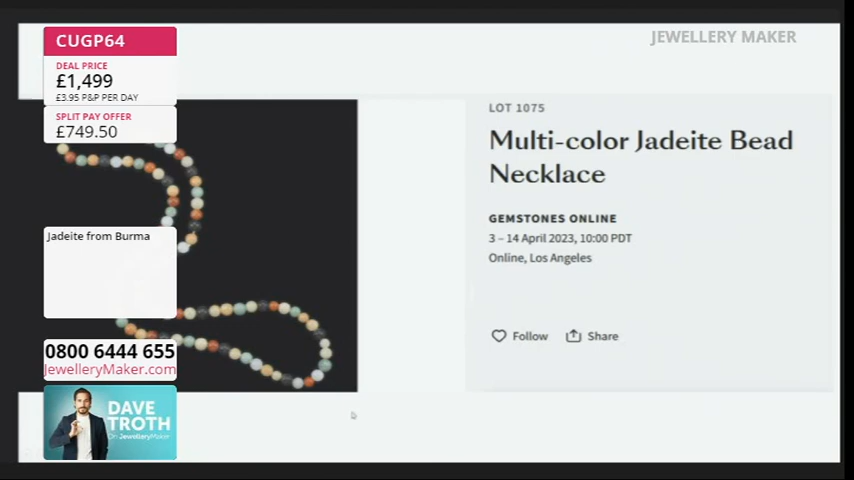 CUGP64
DEAL PRICE
£1,499
£3.95 P&P PER DAY
SPLIT PAY OFFER
£749.50
Jadeite from Burma
0800 6444 655
JewelleryMaker.com
DAVE
TROTH
On JewelleryMaker
JEWELLERY MAKER
LOT 1075
Multi-color Jadeite Bead
Necklace
GEMSTONES ONLINE
3 – 14 April 2023, 10:00 PDT
Online, Los Angeles
Follow
Share